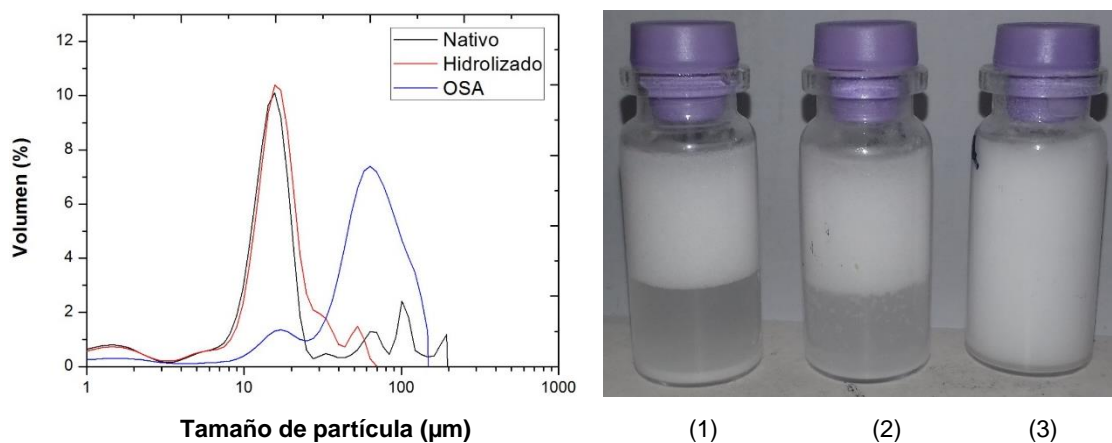 12
10
8
6
4
2
0
Volumen (%)
Nativo
Hidrolizado
OSA
1
10
100
1000
Tamaño de partícula (µm)
(1)
(2)
(3)